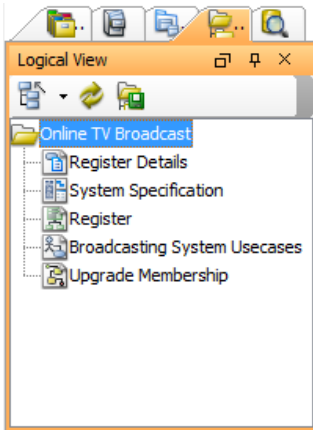 Logical View
Online TV Broadcast
Register Details
System Specification
Register
Broadcasting System Usecases
Upgrade Membership